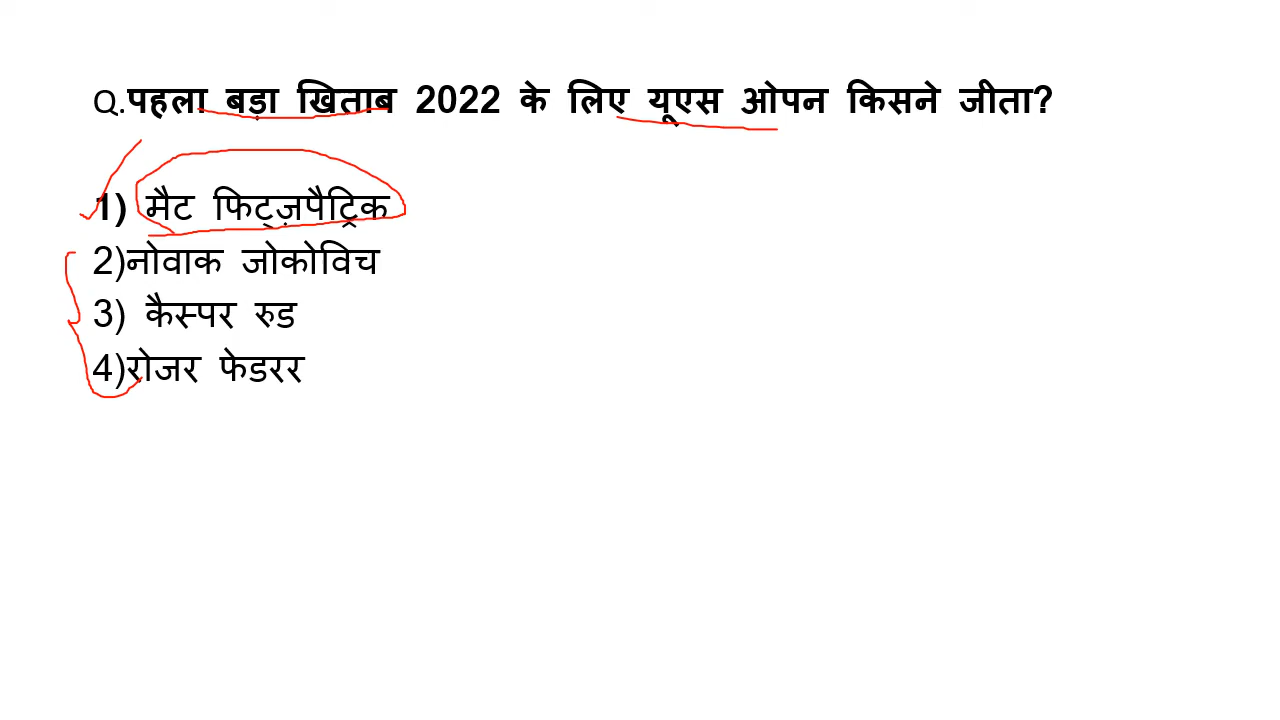 Q.पहला बड़ा खिताब 2022 के लिए यूएस ओपन किसने जीता?
1) मैट फिट्ज़पैट्रिक
2)नोवाक जोकोविच
3) कैस्पर रुड
4)रोजर फेडरर